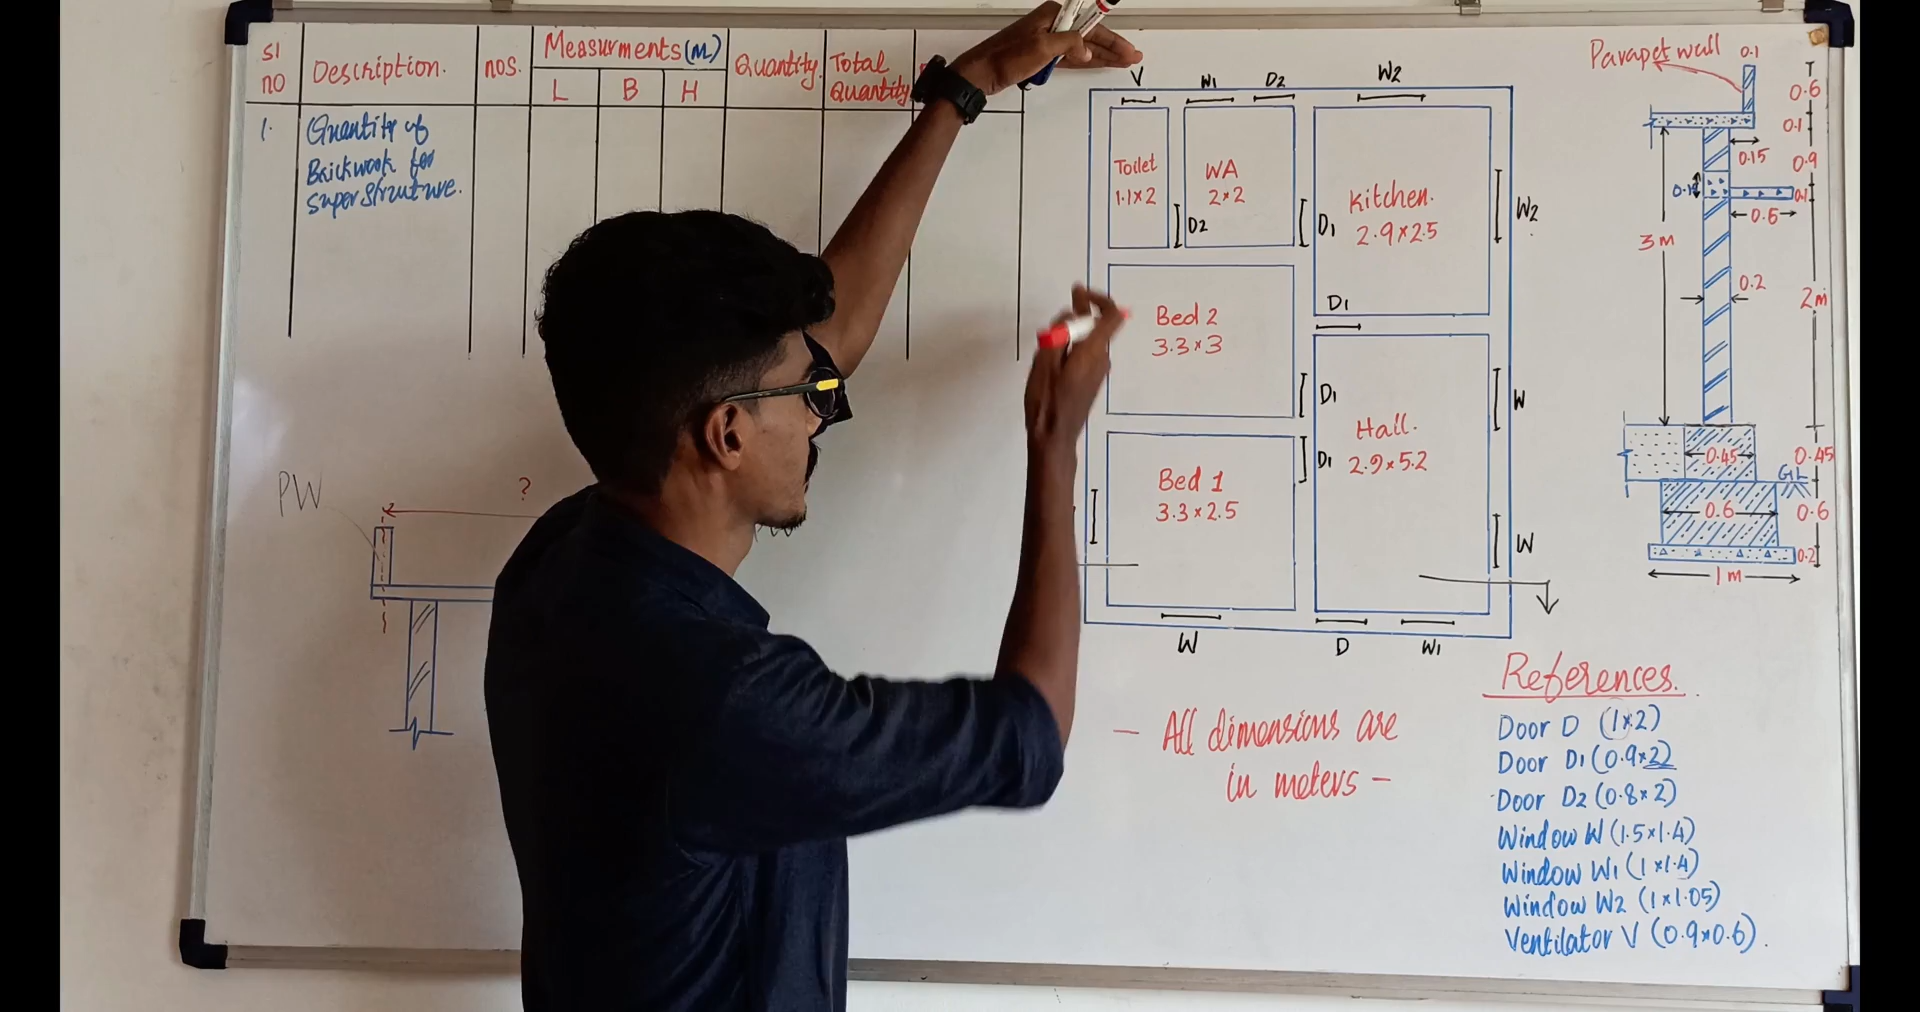 Sl no
Description.
nos.
Measurments (m)
L
B
H
Quantity.
Total Quantity
1.
Quantity of
Brickwork for
superstruture.
PW
?
V
W1
D2
W2
Toilet
1.1×2
WA
2×2
D2
D1
Kitchen.
2.9×2.5
W2
D1
Bed 2
3.3×3
D1
W
Hall.
2.9×5.2
D1
Bed 1
3.3×2.5
W
W
D
W1
Parapet wall
0.1
0.6
0.1
0.15
0.9
0.1
0.6
3m
0.2
2m
0.45
0.45
GL
0.6
0.6
0.2
1m
- All dimensions are
in meters -
References.
Door D (1×2)
Door D1 (0.9×2)
Door D2 (0.8×2)
Window W (1.5×1.4)
Window W1 (1×1.4)
Window W2 (1×1.05)
Ventilator V (0.9×0.6).